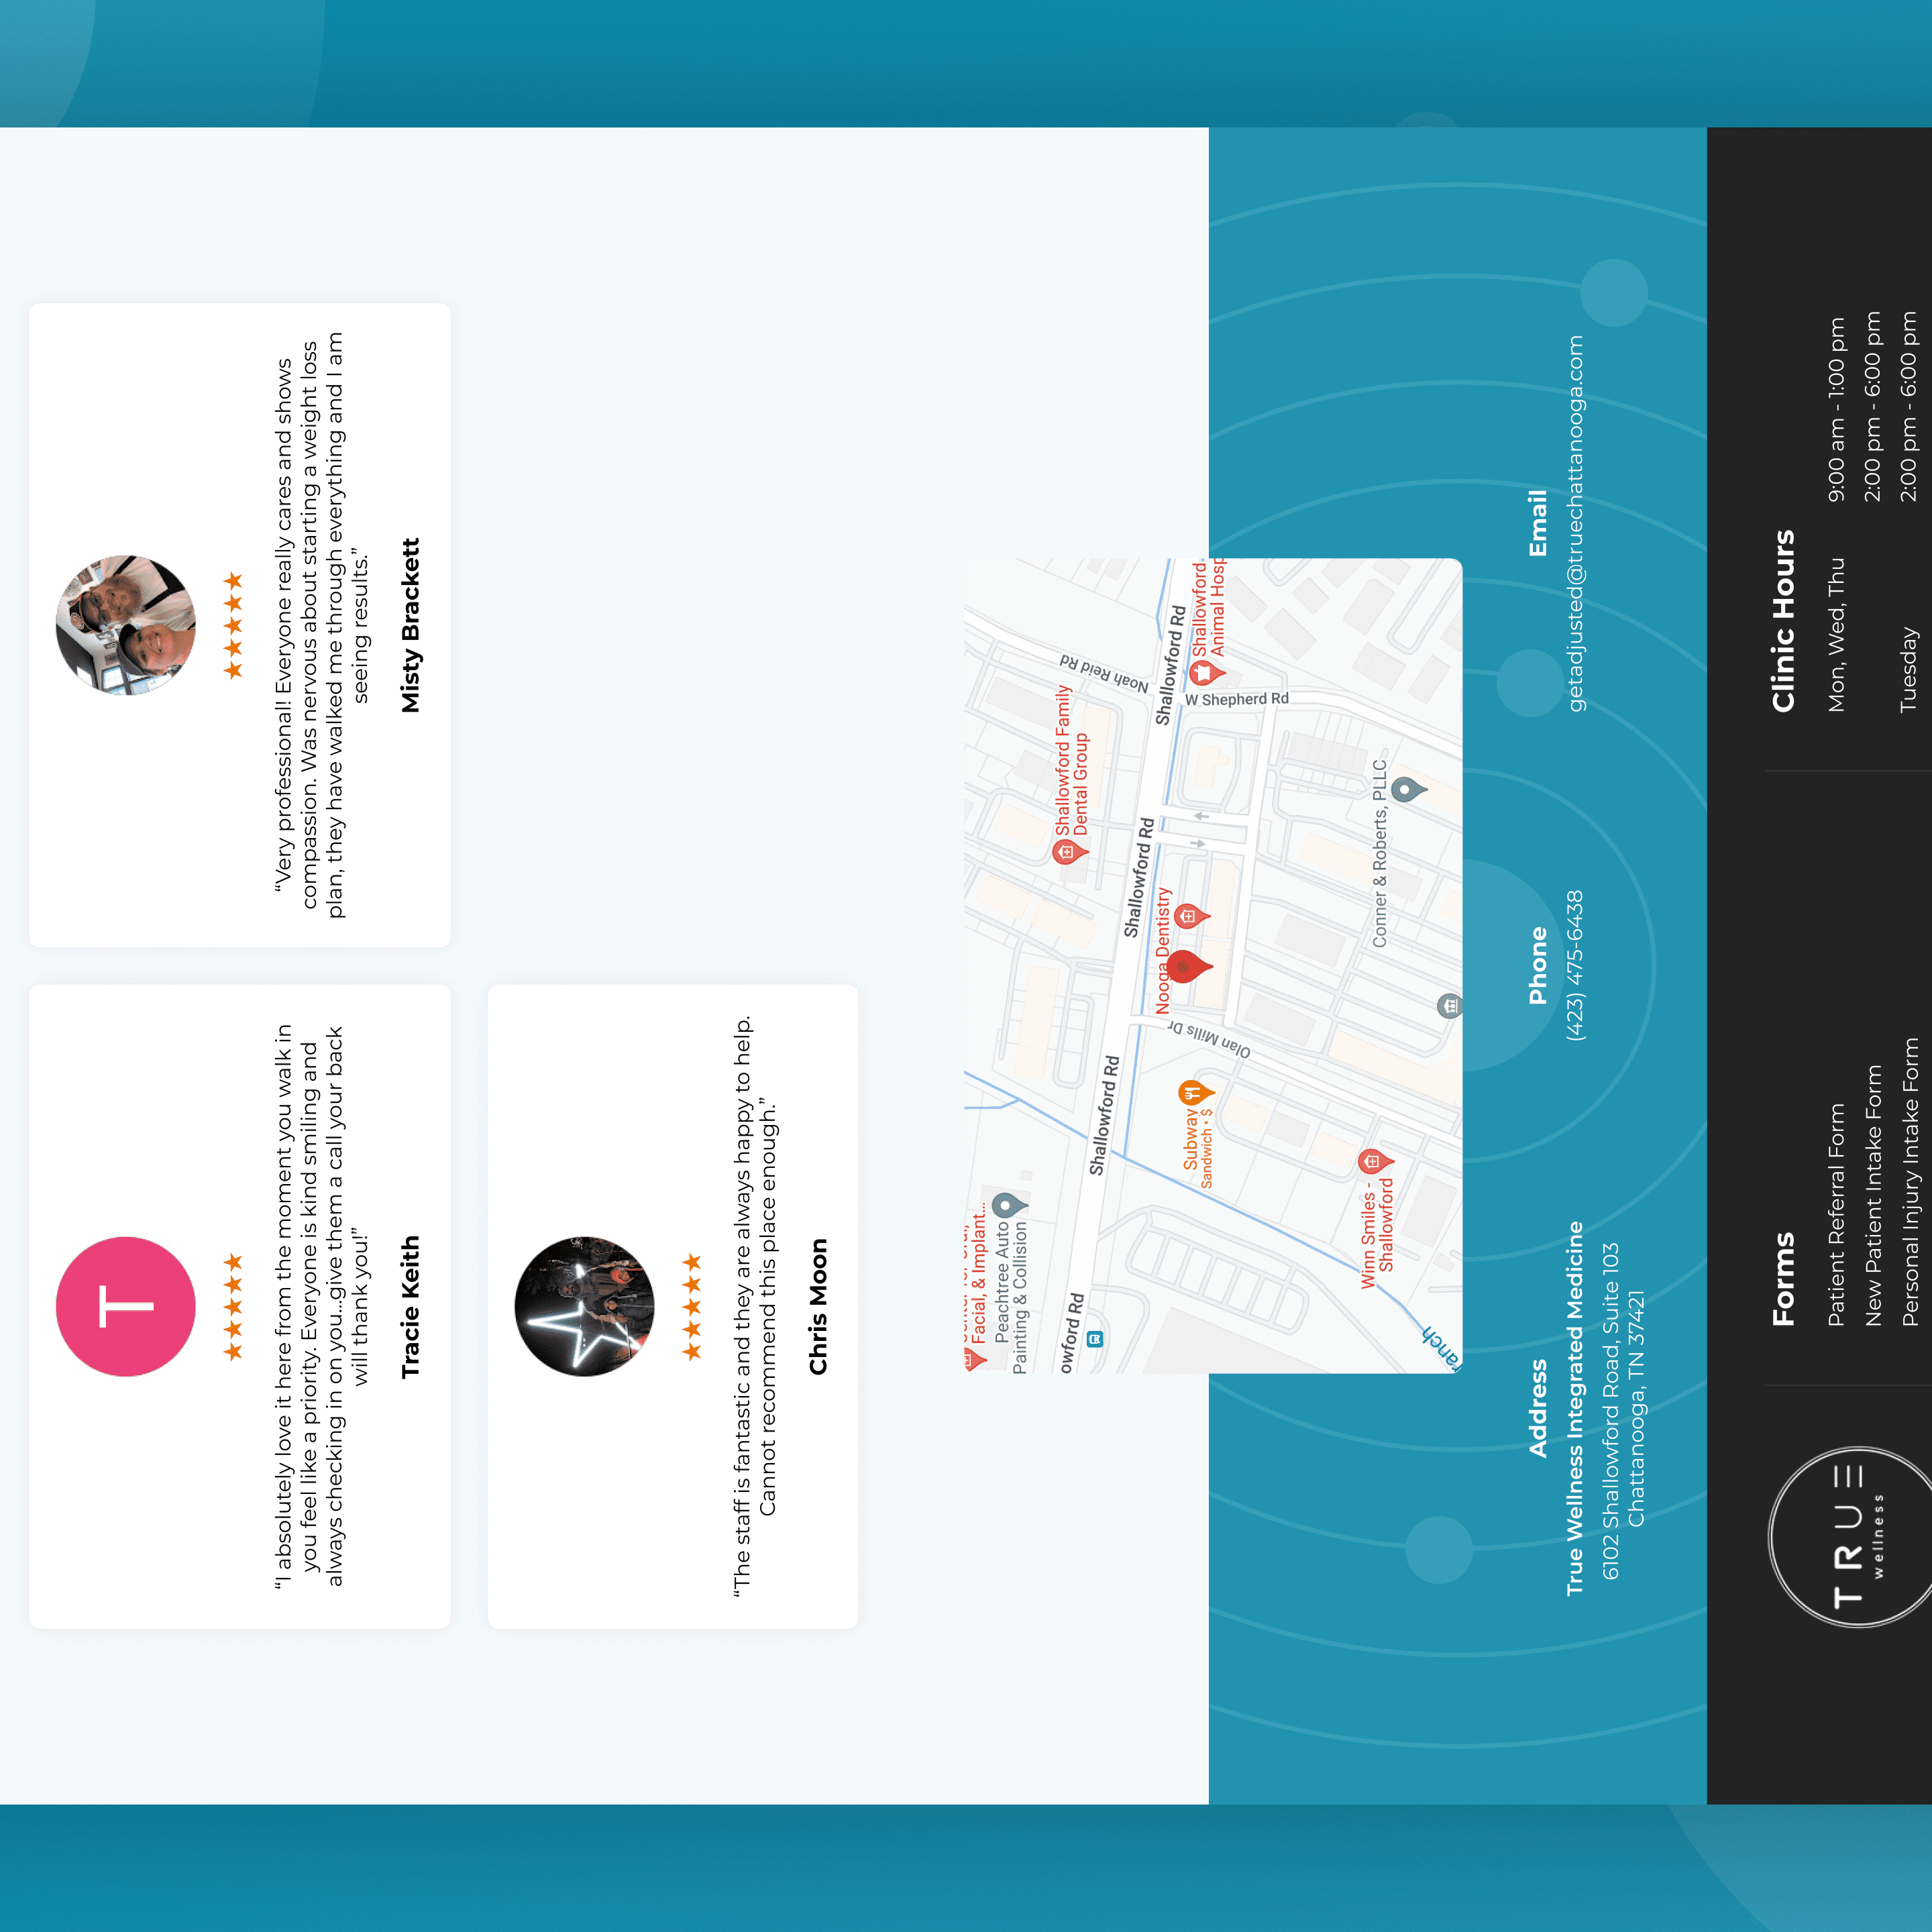 T
“I absolutely love it here from the moment you walk in
you feel like a priority. Everyone is kind smiling and
always checking in on you...give them a call your back
will thank you!”
Tracie Keith
“Very professional! Everyone really cares and shows
compassion. Was nervous about starting a weight loss
plan, they have walked me through everything and I am
seeing results.”
Misty Brackett
“The staff is fantastic and they are always happy to help.
Cannot recommend this place enough.”
Chris Moon
Facial, & Implant...
Peachtree Auto
Painting & Collision
owford Rd
Shallowford Rd
Shallowford Rd
Shallowford Rd
Noah Reid Rd
Shallowford Family
Dental Group
Shallowford
Animal Hosp
W Shepherd Rd
Nooga Dentistry
Olan Mills Dr
Subway
Sandwich • $
Winn Smiles -
Shallowford
Conner & Roberts, PLLC
ranch
Address
True Wellness Integrated Medicine
6102 Shallowford Road, Suite 103
Chattanooga, TN 37421
Phone
(423) 475-6438
Email
getadjusted@truechattanooga.com
TRUE
wellness
Forms
Patient Referral Form
New Patient Intake Form
Personal Injury Intake Form
Clinic Hours
Mon, Wed, Thu 9:00 am - 1:00 pm
2:00 pm - 6:00 pm
Tuesday 2:00 pm - 6:00 pm